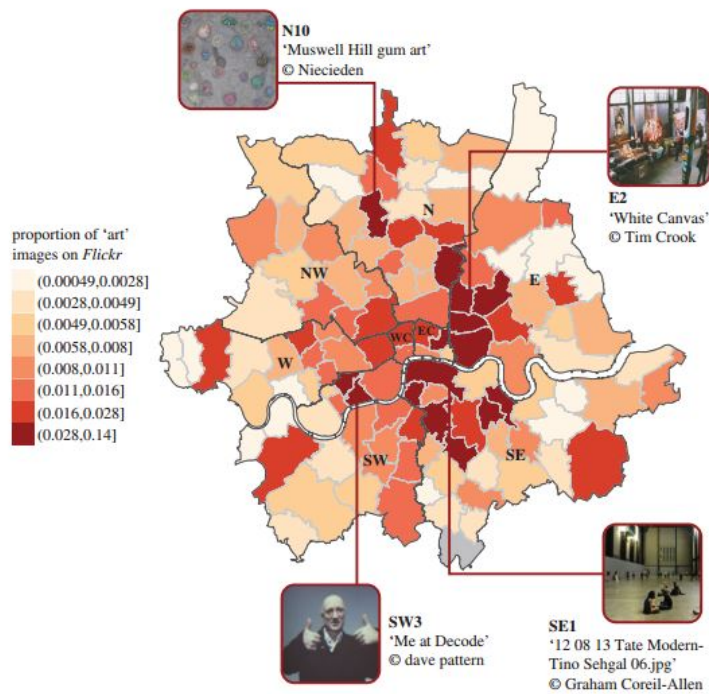 N10
‘Muswell Hill gum art’
© Niecieden
E2
‘White Canvas’
© Tim Crook
proportion of ‘art’
images on Flickr
(0.00049,0.0028]
(0.0028,0.0049]
(0.0049,0.0058]
(0.0058,0.008]
(0.008,0.011]
(0.011,0.016]
(0.016,0.028]
(0.028,0.14]
N
NW
E
WC
EC
W
SW
SE
SW3
‘Me at Decode’
© dave pattern
SE1
‘12 08 13 Tate Modern-
Tino Sehgal 06.jpg’
© Graham Coreil-Allen